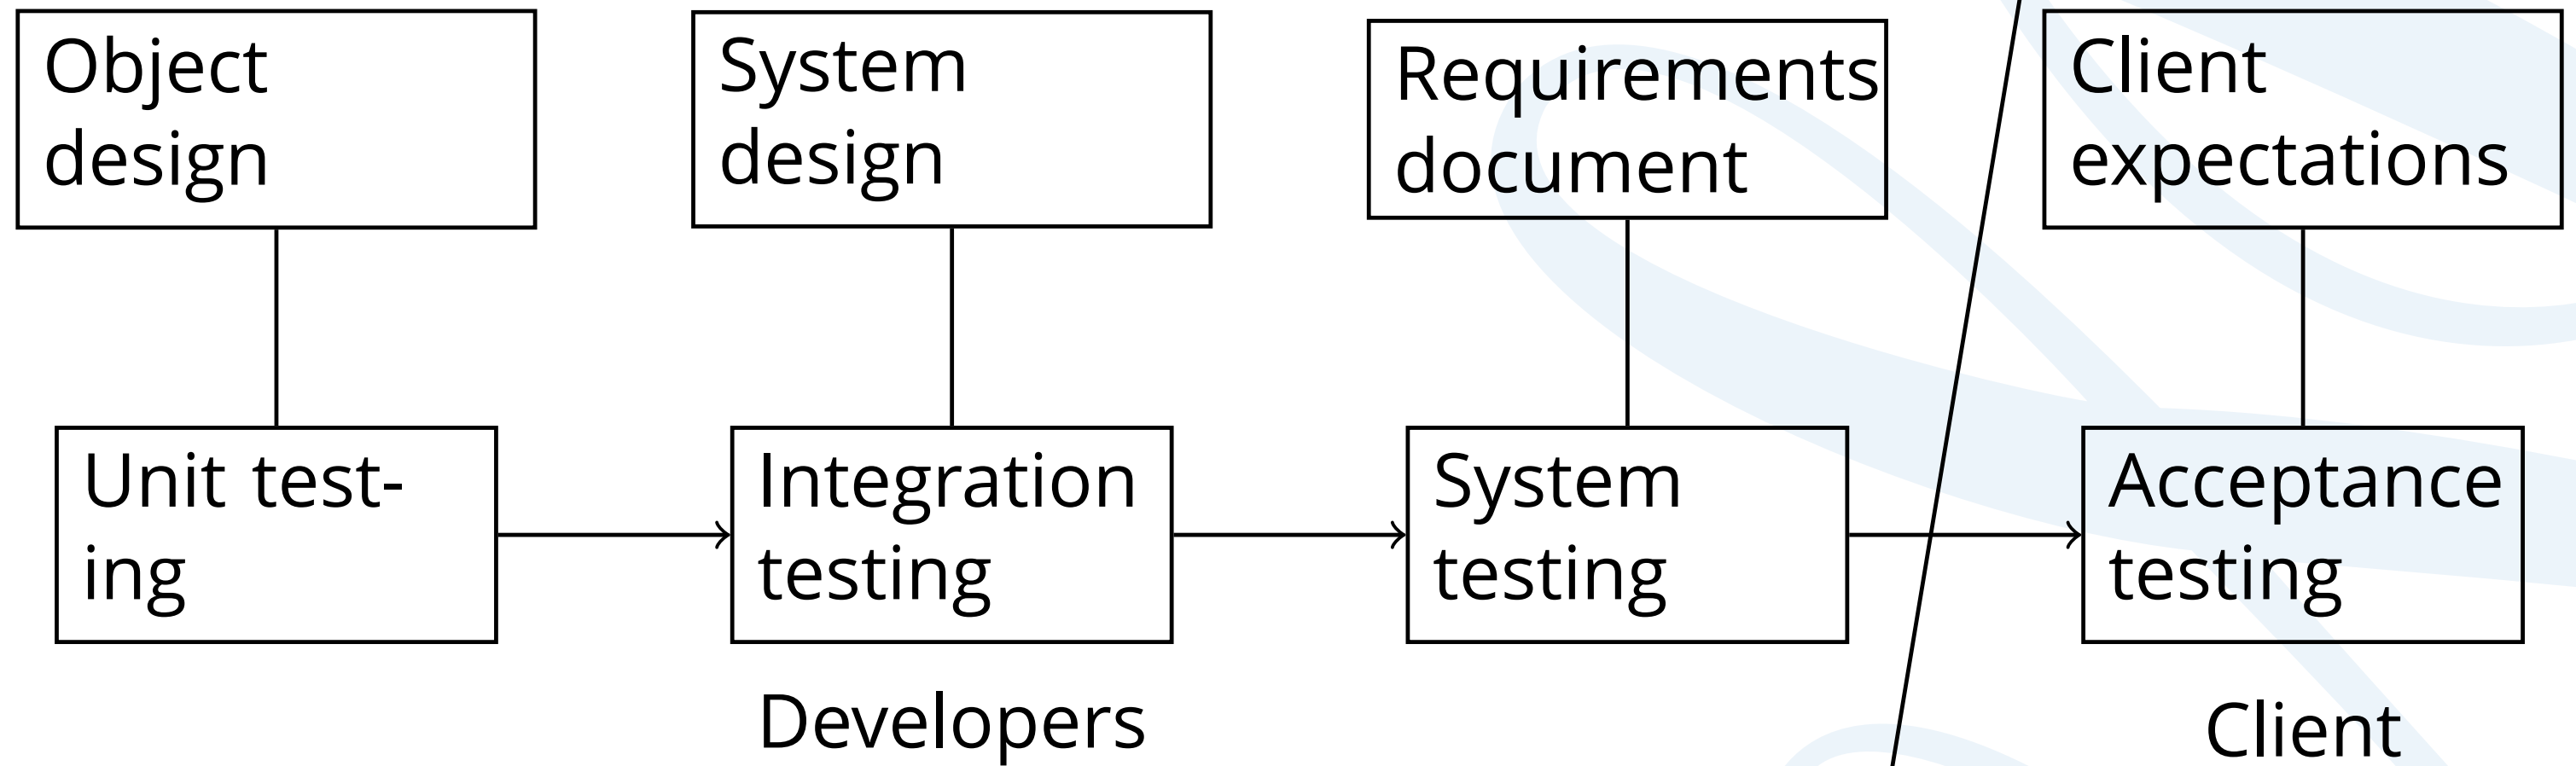 Object
design
System
design
Requirements
document
Client
expectations
Unit test-
ing
Integration
testing
System
testing
Acceptance
testing
Developers
Client